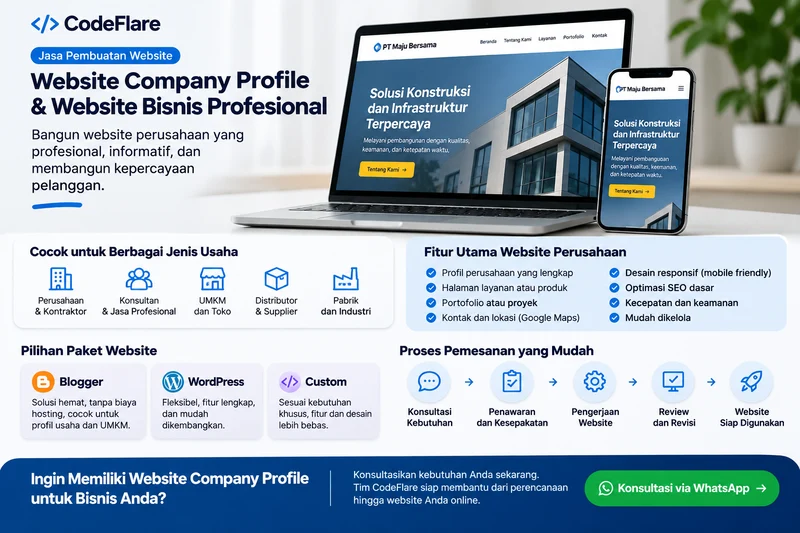 </> CodeFlare
Jasa Pembuatan Website
Website Company Profile
& Website Bisnis Profesional
Bangun website perusahaan yang
profesional, informatif, dan
membangun kepercayaan
pelanggan.
PT Maju Bersama
Beranda Tentang Kami Layanan Portofolio Kontak
Solusi Konstruksi
dan Infrastruktur
Terpercaya
Melayani pembangunan dengan kualitas,
keamanan, dan ketepatan waktu.
Tentang Kami →
PT Maju Bersama
Solusi Konstruksi
dan Infrastruktur
Terpercaya
Melayani pembangunan
dengan kualitas, keamanan,
dan ketepatan waktu.
Tentang Kami →
Cocok untuk Berbagai Jenis Usaha
Perusahaan
& Kontraktor
Konsultan
& Jasa Profesional
UMKM
dan Toko
Distributor
& Supplier
Pabrik
dan Industri
Fitur Utama Website Perusahaan
Profil perusahaan yang lengkap
Halaman layanan atau produk
Portofolio atau proyek
Kontak dan lokasi (Google Maps)
Desain responsif (mobile friendly)
Optimasi SEO dasar
Kecepatan dan keamanan
Mudah dikelola
Pilihan Paket Website
Blogger
Solusi hemat, tanpa biaya
hosting, cocok untuk
profil usaha dan UMKM.
WordPress
Fleksibel, fitur lengkap,
dan mudah
dikembangkan.
</> Custom
Sesuai kebutuhan
khusus, fitur dan desain
lebih bebas.
Proses Pemesanan yang Mudah
Konsultasi
Kebutuhan
Penawaran
dan Kesepakatan
Pengerjaan
Website
Review
dan Revisi
Website
Siap Digunakan
Ingin Memiliki Website Company Profile
untuk Bisnis Anda?
Konsultasikan kebutuhan Anda sekarang.
Tim CodeFlare siap membantu dari perencanaan
hingga website Anda online.
Konsultasi via WhatsApp →